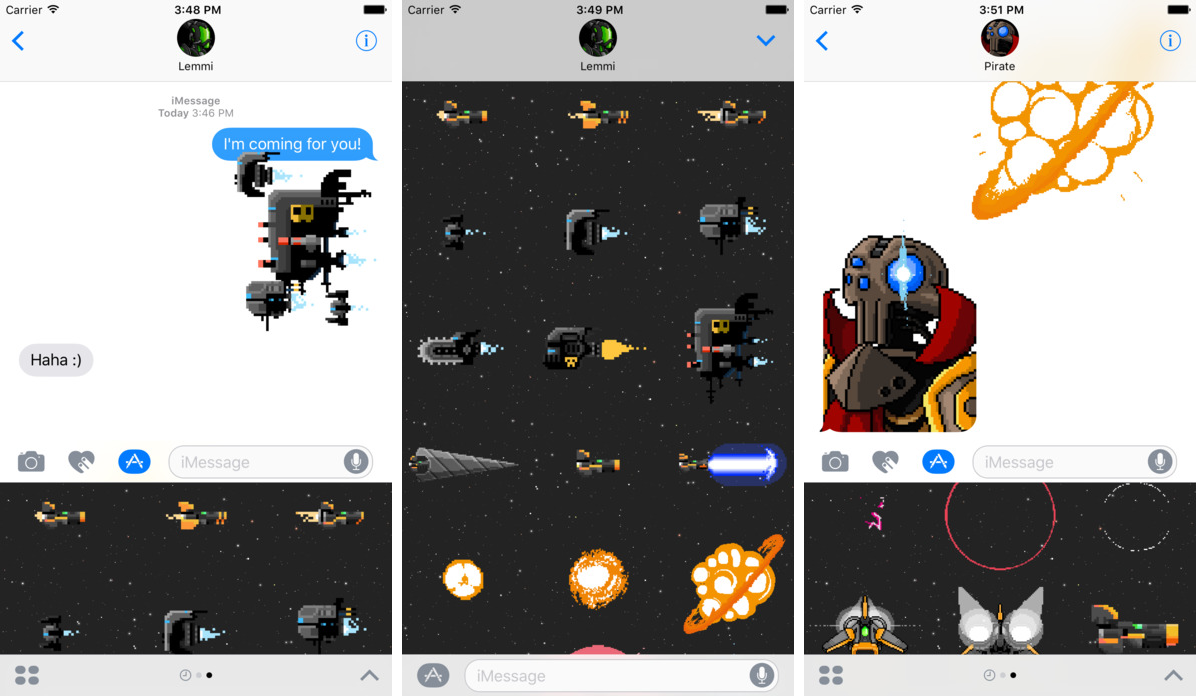 Carrier 3:48 PM
Lemmi
iMessage
Today 3:46 PM
I'm coming for you!
Haha :)
iMessage
Carrier 3:49 PM
Lemmi
iMessage
Carrier 3:51 PM
Pirate
iMessage